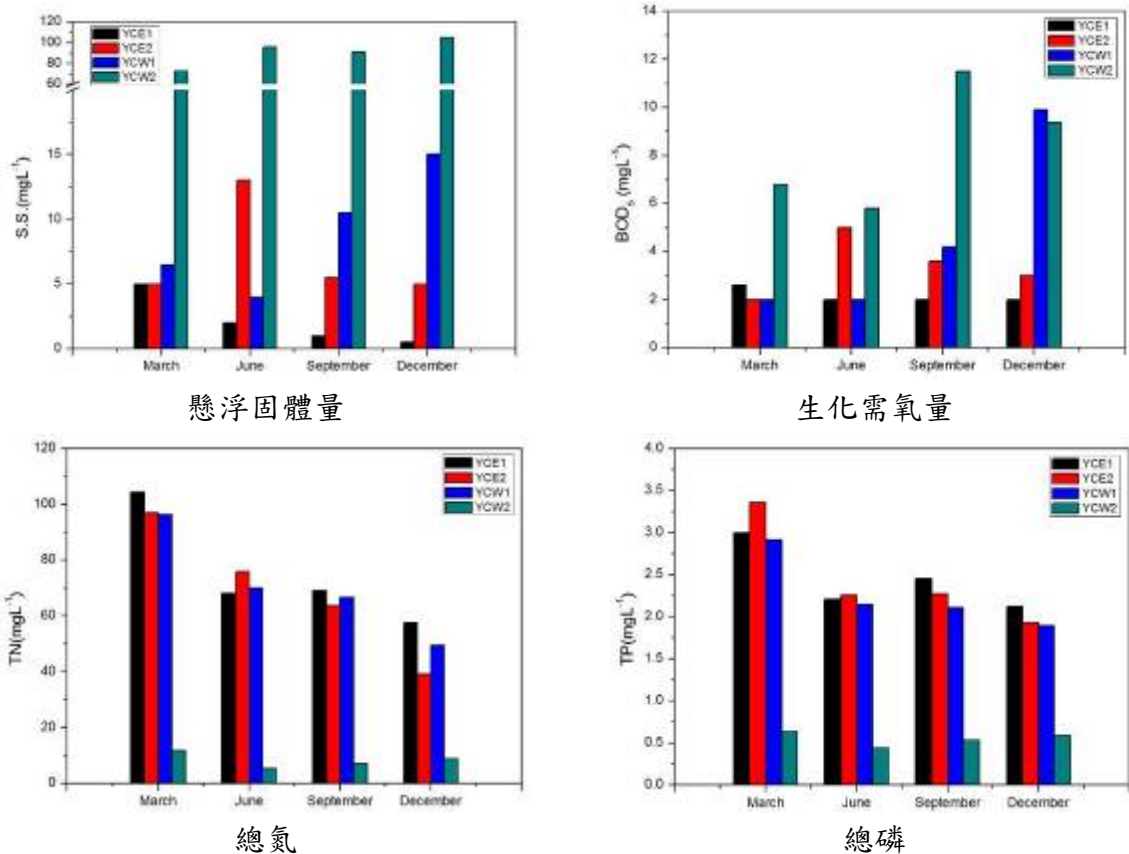 120
100
80
60
15
10
5
0
S.S.(mgL⁻¹)
YCE1
YCE2
YCW1
YCW2
March June September December
懸浮固體量
14
12
10
8
6
4
2
0
BOD₅ (mgL⁻¹)
YCE1
YCE2
YCW1
YCW2
March June September December
生化需氧量
120
100
80
60
40
20
0
TN(mgL⁻¹)
YCE1
YCE2
YCW1
YCW2
March June September December
總氮
4.0
3.5
3.0
2.5
2.0
1.5
1.0
0.5
0.0
TP(mgL⁻¹)
YCE1
YCE2
YCW1
YCW2
March June September December
總磷